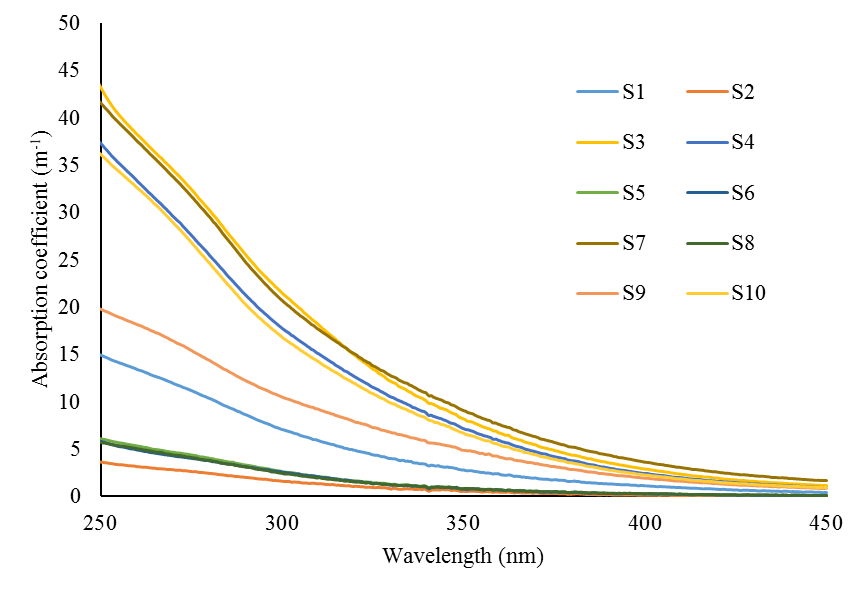 50
45
40
35
30
25
20
15
10
5
0
Absorption coefficient (m⁻¹)
S1 S2
S3 S4
S5 S6
S7 S8
S9 S10
250 300 350 400 450
Wavelength (nm)